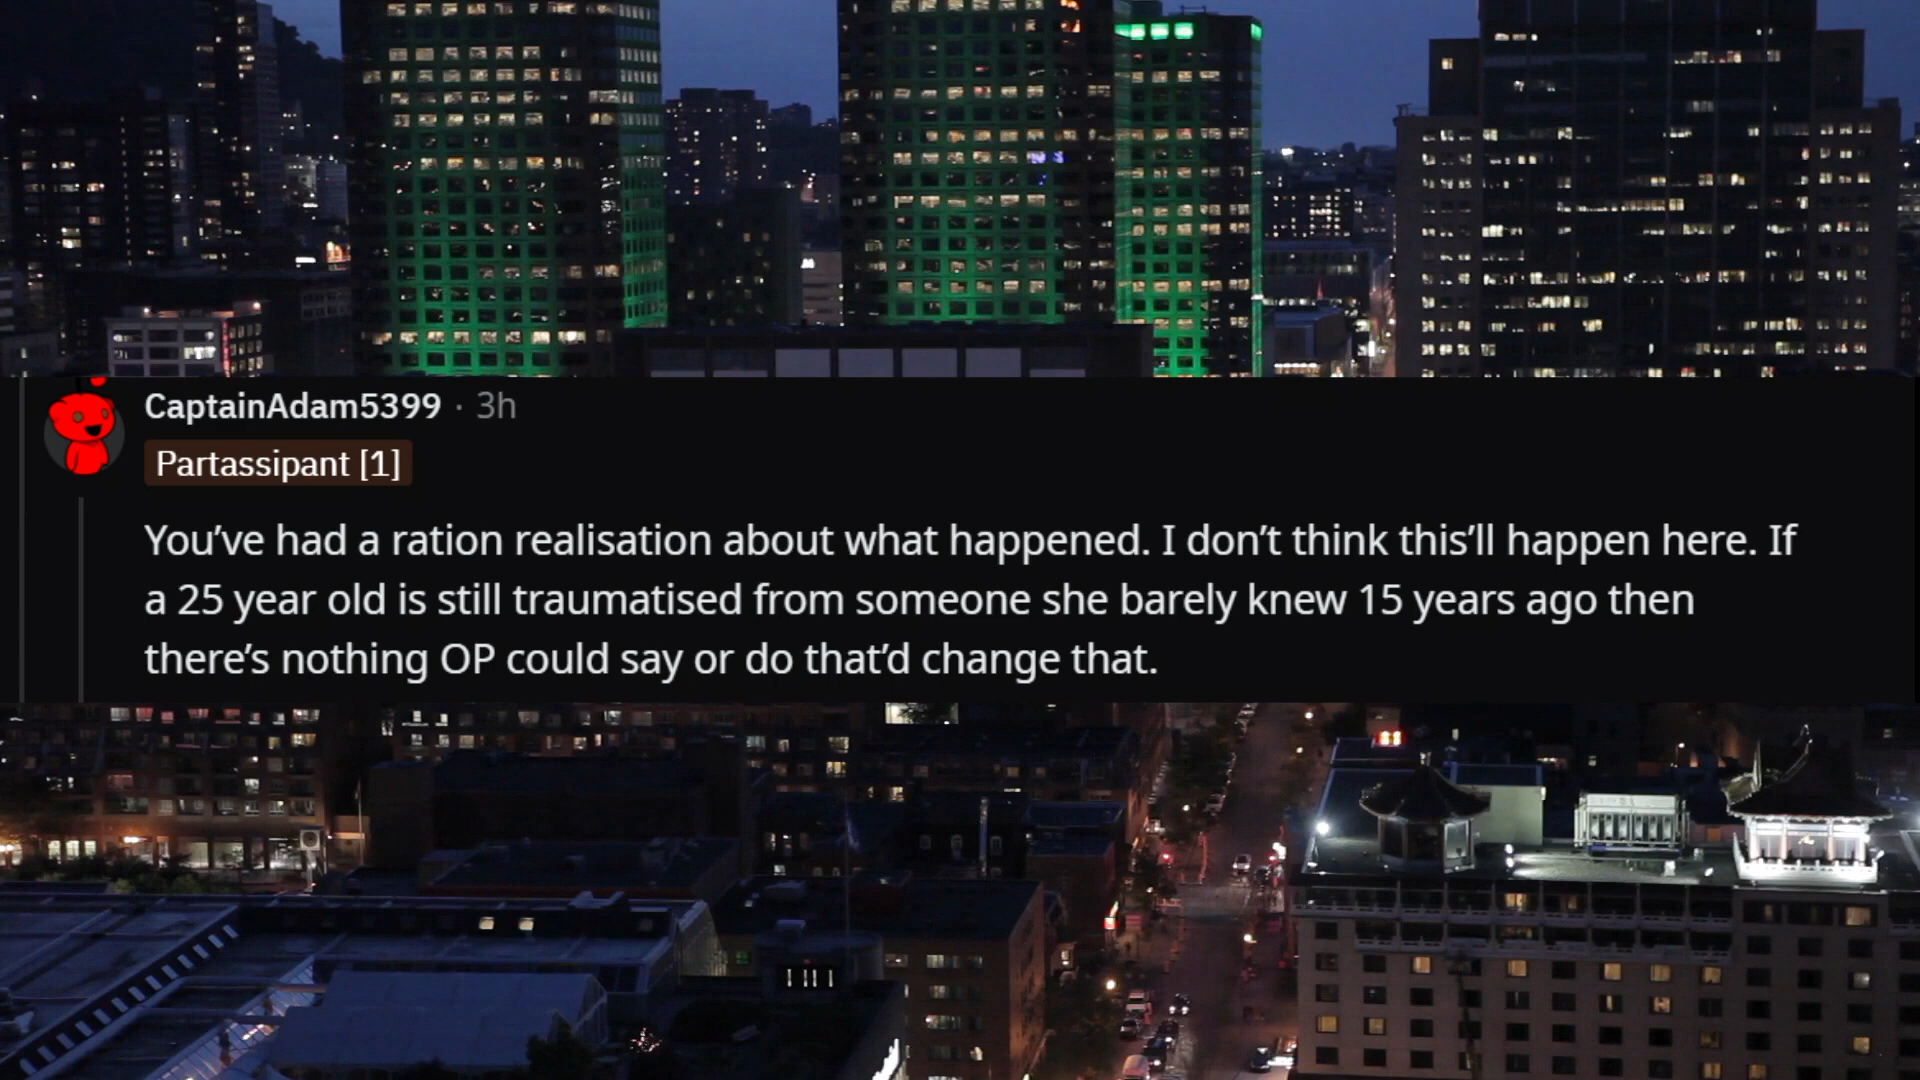 CaptainAdam5399 · 3h
Partassipant [1]
You’ve had a ration realisation about what happened. I don’t think this’ll happen here. If
a 25 year old is still traumatised from someone she barely knew 15 years ago then
there’s nothing OP could say or do that’d change that.